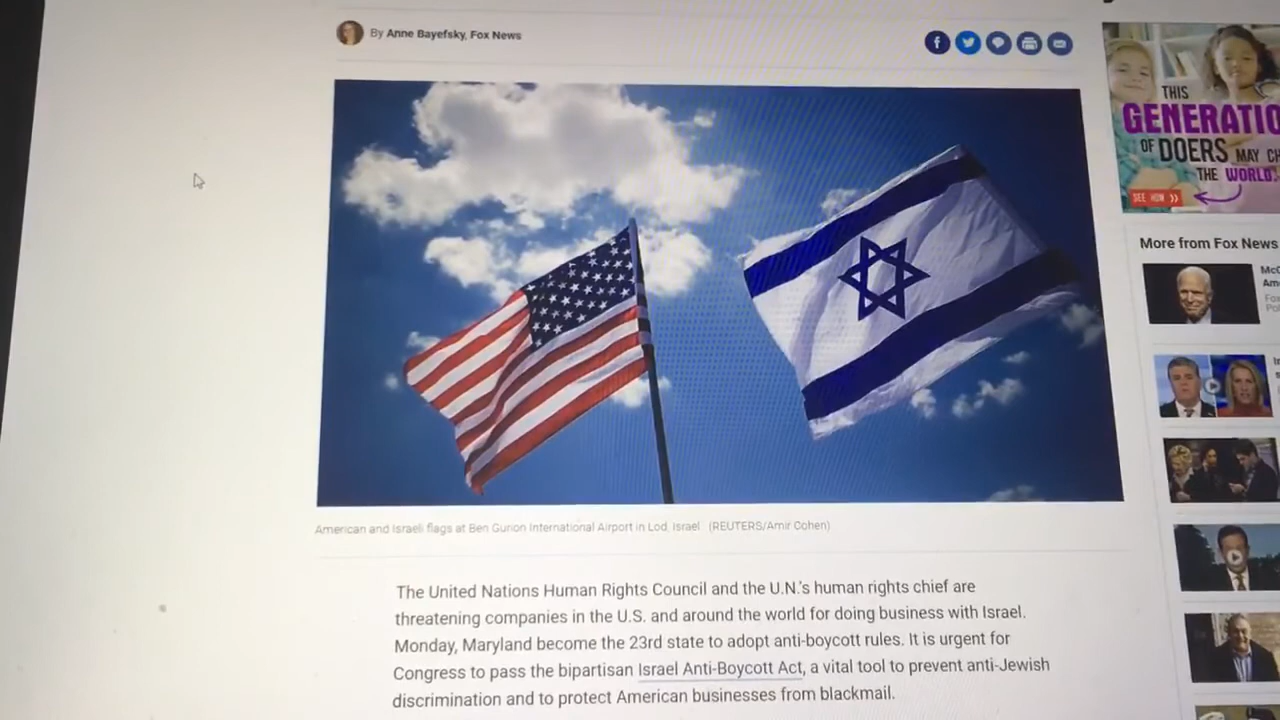 By Anne Bayefsky, Fox News
THIS
GENERATIO
OF DOERS MAY CH
THE WORLD.
SEE HOW
More from Fox News
McC
Am
Fox
Po
American and Israeli flags at Ben Gurion International Airport in Lod, Israel (REUTERS/Amir Cohen)
The United Nations Human Rights Council and the U.N.'s human rights chief are
threatening companies in the U.S. and around the world for doing business with Israel.
Monday, Maryland become the 23rd state to adopt anti-boycott rules. It is urgent for
Congress to pass the bipartisan Israel Anti-Boycott Act, a vital tool to prevent anti-Jewish
discrimination and to protect American businesses from blackmail.